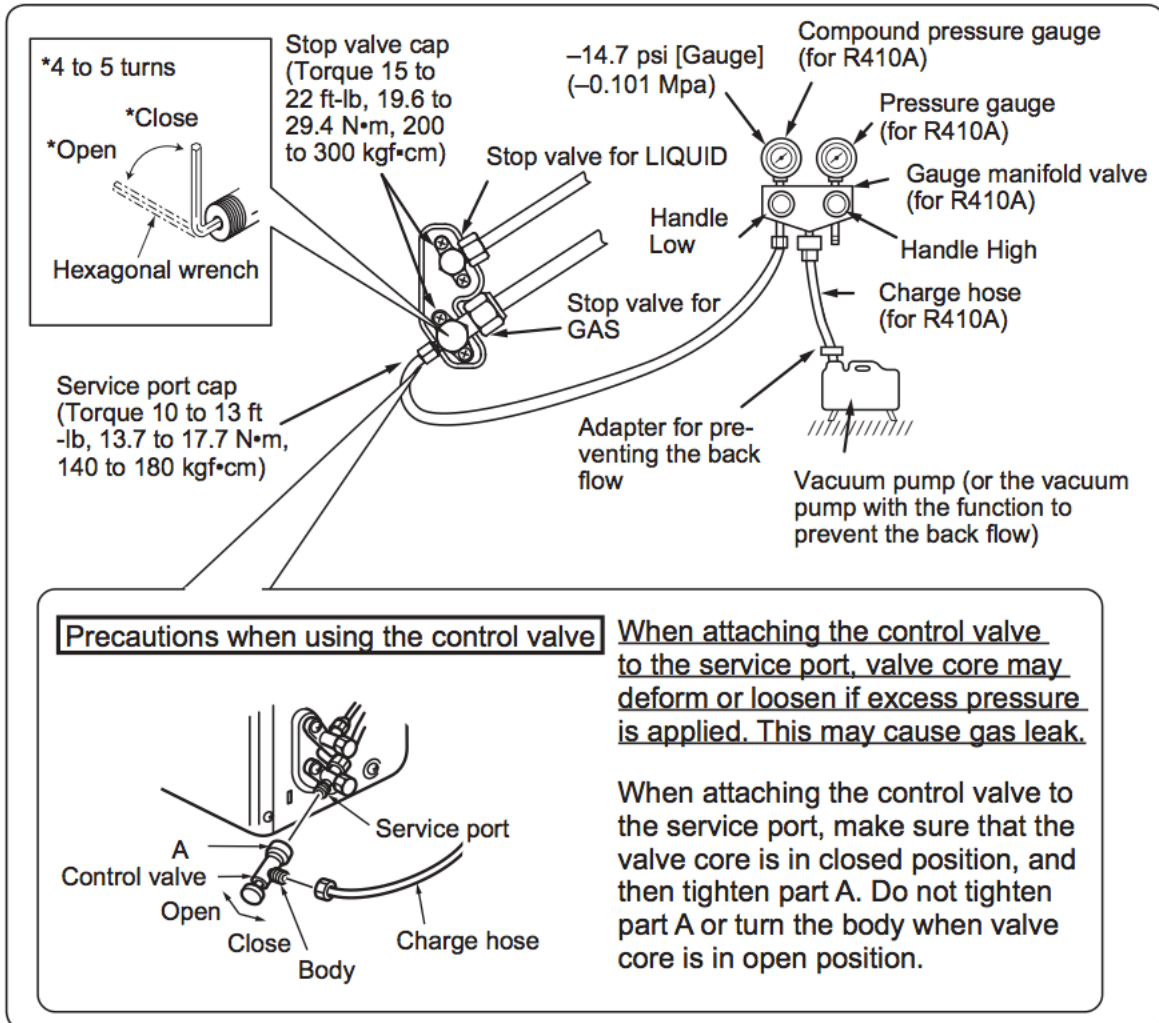 *4 to 5 turns
*Close
*Open
Hexagonal wrench
Stop valve cap
(Torque 15 to
22 ft-lb, 19.6 to
29.4 N•m, 200
to 300 kgf•cm)
Stop valve for LIQUID
Stop valve for
GAS
Service port cap
(Torque 10 to 13 ft
-lb, 13.7 to 17.7 N•m,
140 to 180 kgf•cm)
–14.7 psi [Gauge]
(–0.101 Mpa)
Compound pressure gauge
(for R410A)
Pressure gauge
(for R410A)
Gauge manifold valve
(for R410A)
Handle
Low
Handle High
Charge hose
(for R410A)
Adapter for pre-
venting the back
flow
Vacuum pump (or the vacuum
pump with the function to
prevent the back flow)
Precautions when using the control valve
Service port
A
Control valve
Open
Close
Body
Charge hose
When attaching the control valve
to the service port, valve core may
deform or loosen if excess pressure
is applied. This may cause gas leak.
When attaching the control valve to
the service port, make sure that the
valve core is in closed position, and
then tighten part A. Do not tighten
part A or turn the body when valve
core is in open position.